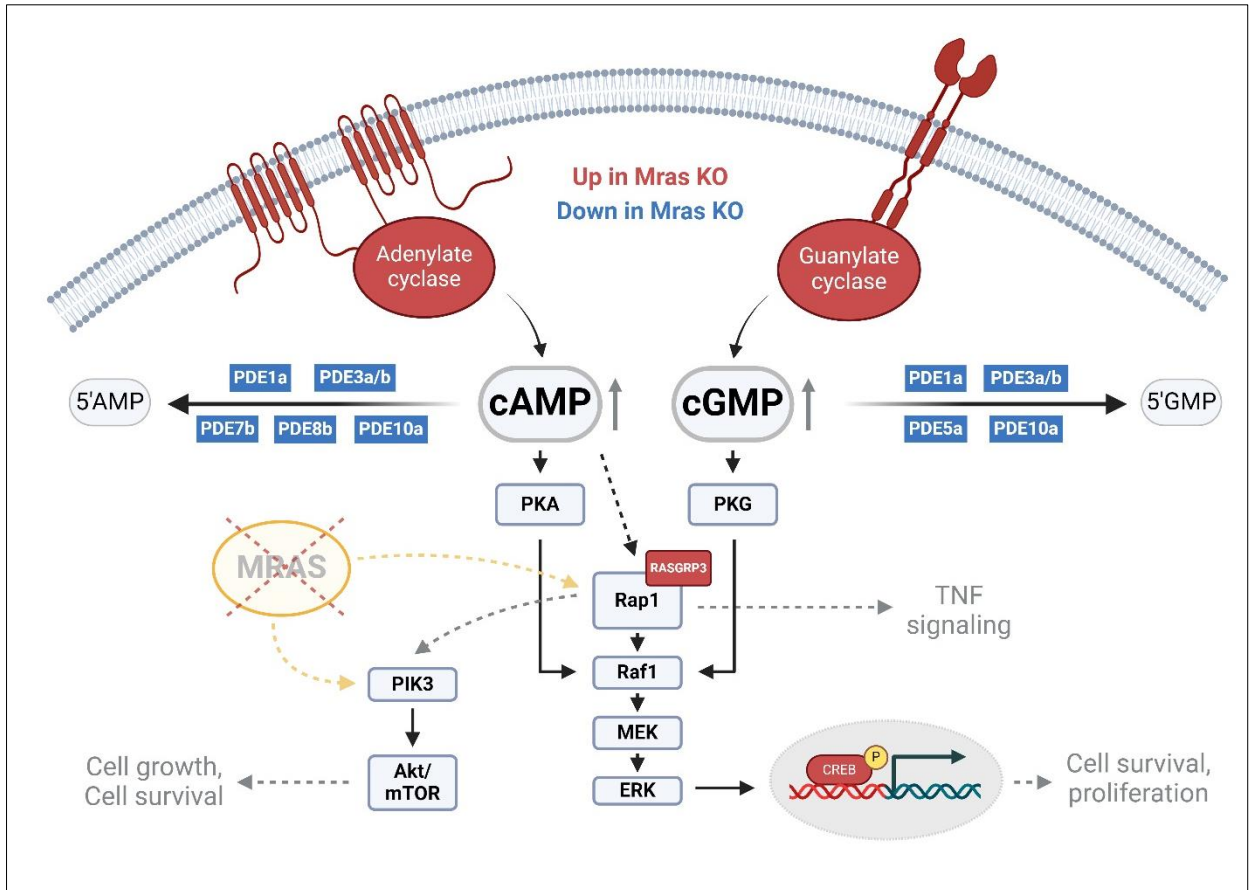 Up in Mras KO
Down in Mras KO
Adenylate
cyclase
Guanylate
cyclase
5'AMP
PDE1a
PDE3a/b
PDE7b
PDE8b
PDE10a
cAMP
cGMP
PDE1a
PDE3a/b
PDE5a
PDE10a
5'GMP
PKA
PKG
MRAS
RASGRP3
Rap1
TNF
signaling
PIK3
Raf1
MEK
Akt/
mTOR
ERK
Cell growth,
Cell survival
CREB
P
Cell survival,
proliferation